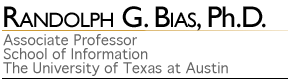 RANDOLPH G. BIAS, Ph.D.
Associate Professor
School of Information
The University of Texas at Austin